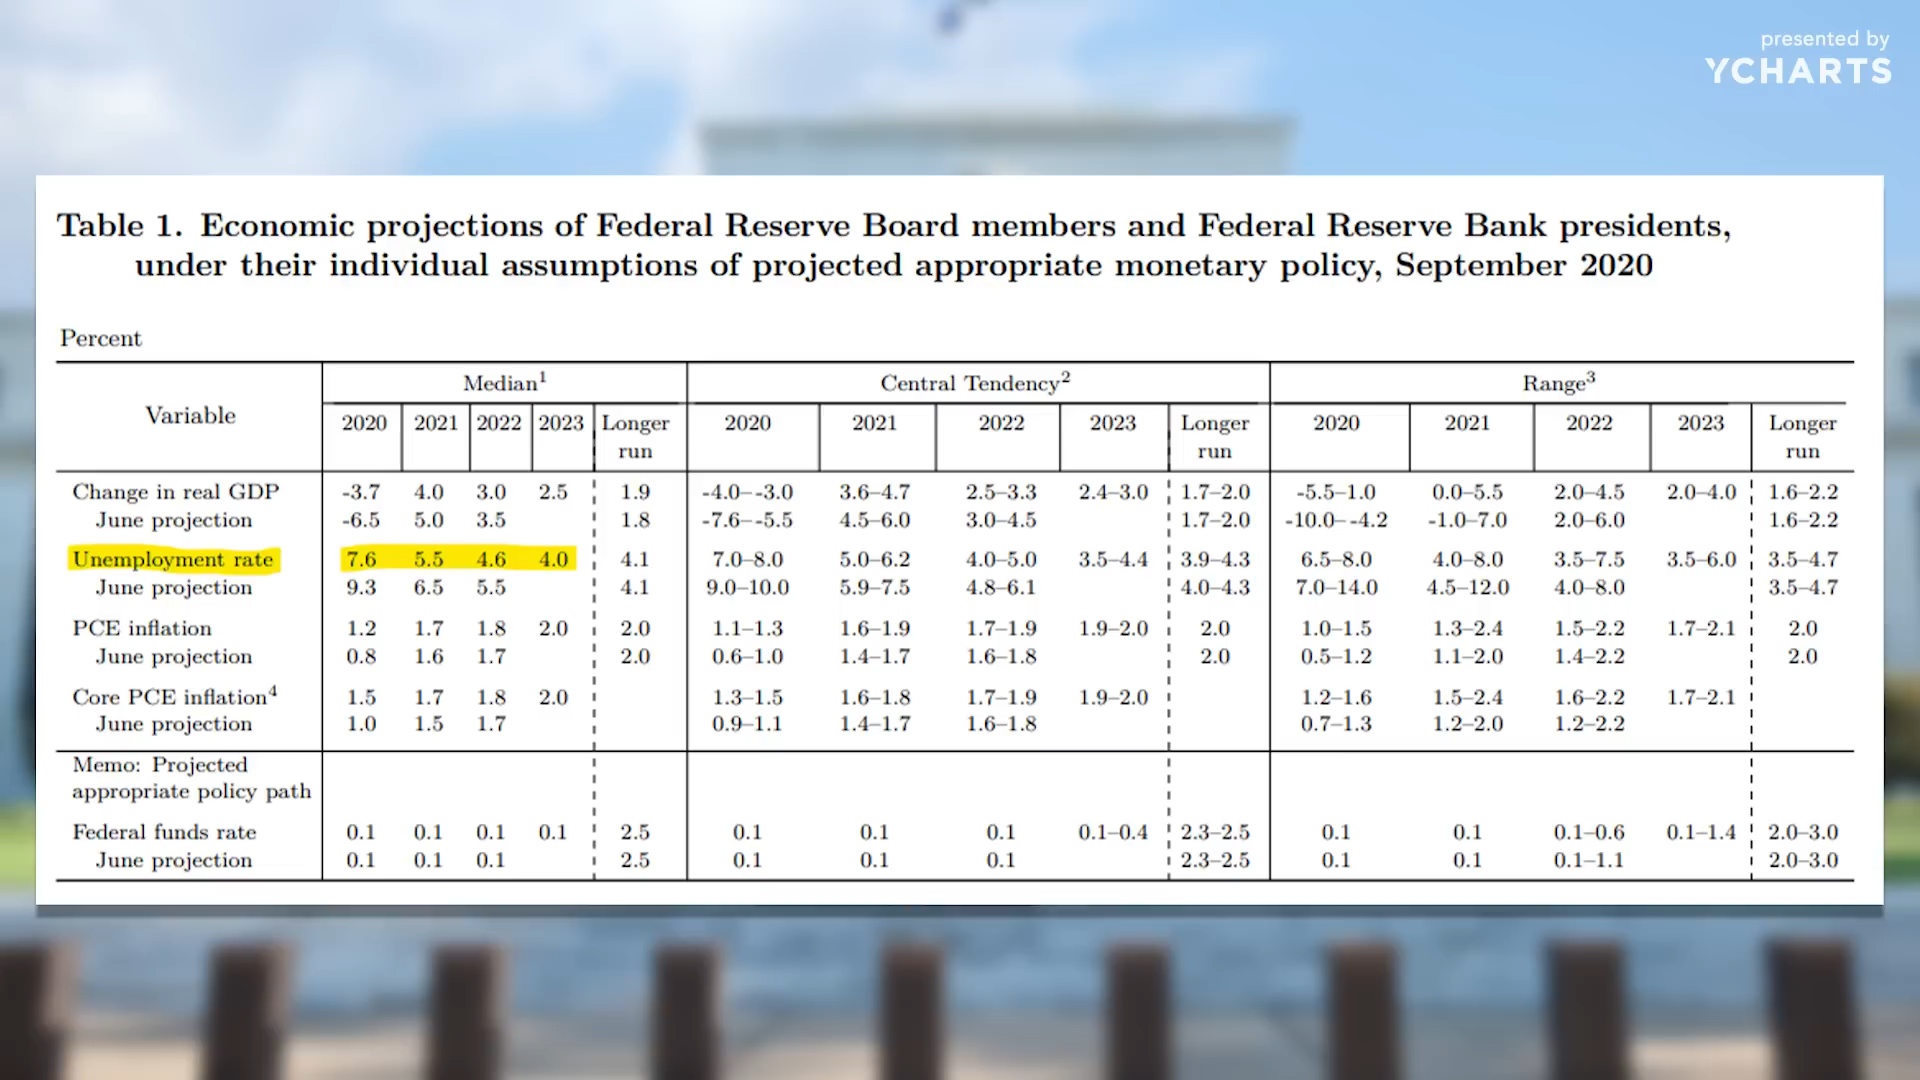 presented by
YCHARTS
Table 1. Economic projections of Federal Reserve Board members and Federal Reserve Bank presidents,
under their individual assumptions of projected appropriate monetary policy, September 2020
Percent
Variable Median¹ Central Tendency² Range³
2020 2021 2022 2023 Longer run 2020 2021 2022 2023 Longer run 2020 2021 2022 2023 Longer run
Change in real GDP -3.7 4.0 3.0 2.5 1.9 -4.0–-3.0 3.6–4.7 2.5–3.3 2.4–3.0 1.7–2.0 -5.5–1.0 0.0–5.5 2.0–4.5 2.0–4.0 1.6–2.2
June projection -6.5 5.0 3.5 1.8 -7.6–-5.5 4.5–6.0 3.0–4.5 1.7–2.0 -10.0–-4.2 -1.0–7.0 2.0–6.0 1.6–2.2
Unemployment rate 7.6 5.5 4.6 4.0 4.1 7.0–8.0 5.0–6.2 4.0–5.0 3.5–4.4 3.9–4.3 6.5–8.0 4.0–8.0 3.5–7.5 3.5–6.0 3.5–4.7
June projection 9.3 6.5 5.5 4.1 9.0–10.0 5.9–7.5 4.8–6.1 4.0–4.3 7.0–14.0 4.5–12.0 4.0–8.0 3.5–4.7
PCE inflation 1.2 1.7 1.8 2.0 2.0 1.1–1.3 1.6–1.9 1.7–1.9 1.9–2.0 2.0 1.0–1.5 1.3–2.4 1.5–2.2 1.7–2.1 2.0
June projection 0.8 1.6 1.7 2.0 0.6–1.0 1.4–1.7 1.6–1.8 2.0 0.5–1.2 1.1–2.0 1.4–2.2 2.0
Core PCE inflation⁴ 1.5 1.7 1.8 2.0 1.3–1.5 1.6–1.8 1.7–1.9 1.9–2.0 1.2–1.6 1.5–2.4 1.6–2.2 1.7–2.1
June projection 1.0 1.5 1.7 0.9–1.1 1.4–1.7 1.6–1.8 0.7–1.3 1.2–2.0 1.2–2.2
Memo: Projected
appropriate policy path
Federal funds rate 0.1 0.1 0.1 0.1 2.5 0.1 0.1 0.1 0.1–0.4 2.3–2.5 0.1 0.1 0.1–0.6 0.1–1.4 2.0–3.0
June projection 0.1 0.1 0.1 2.5 0.1 0.1 0.1 2.3–2.5 0.1 0.1 0.1–1.1 2.0–3.0